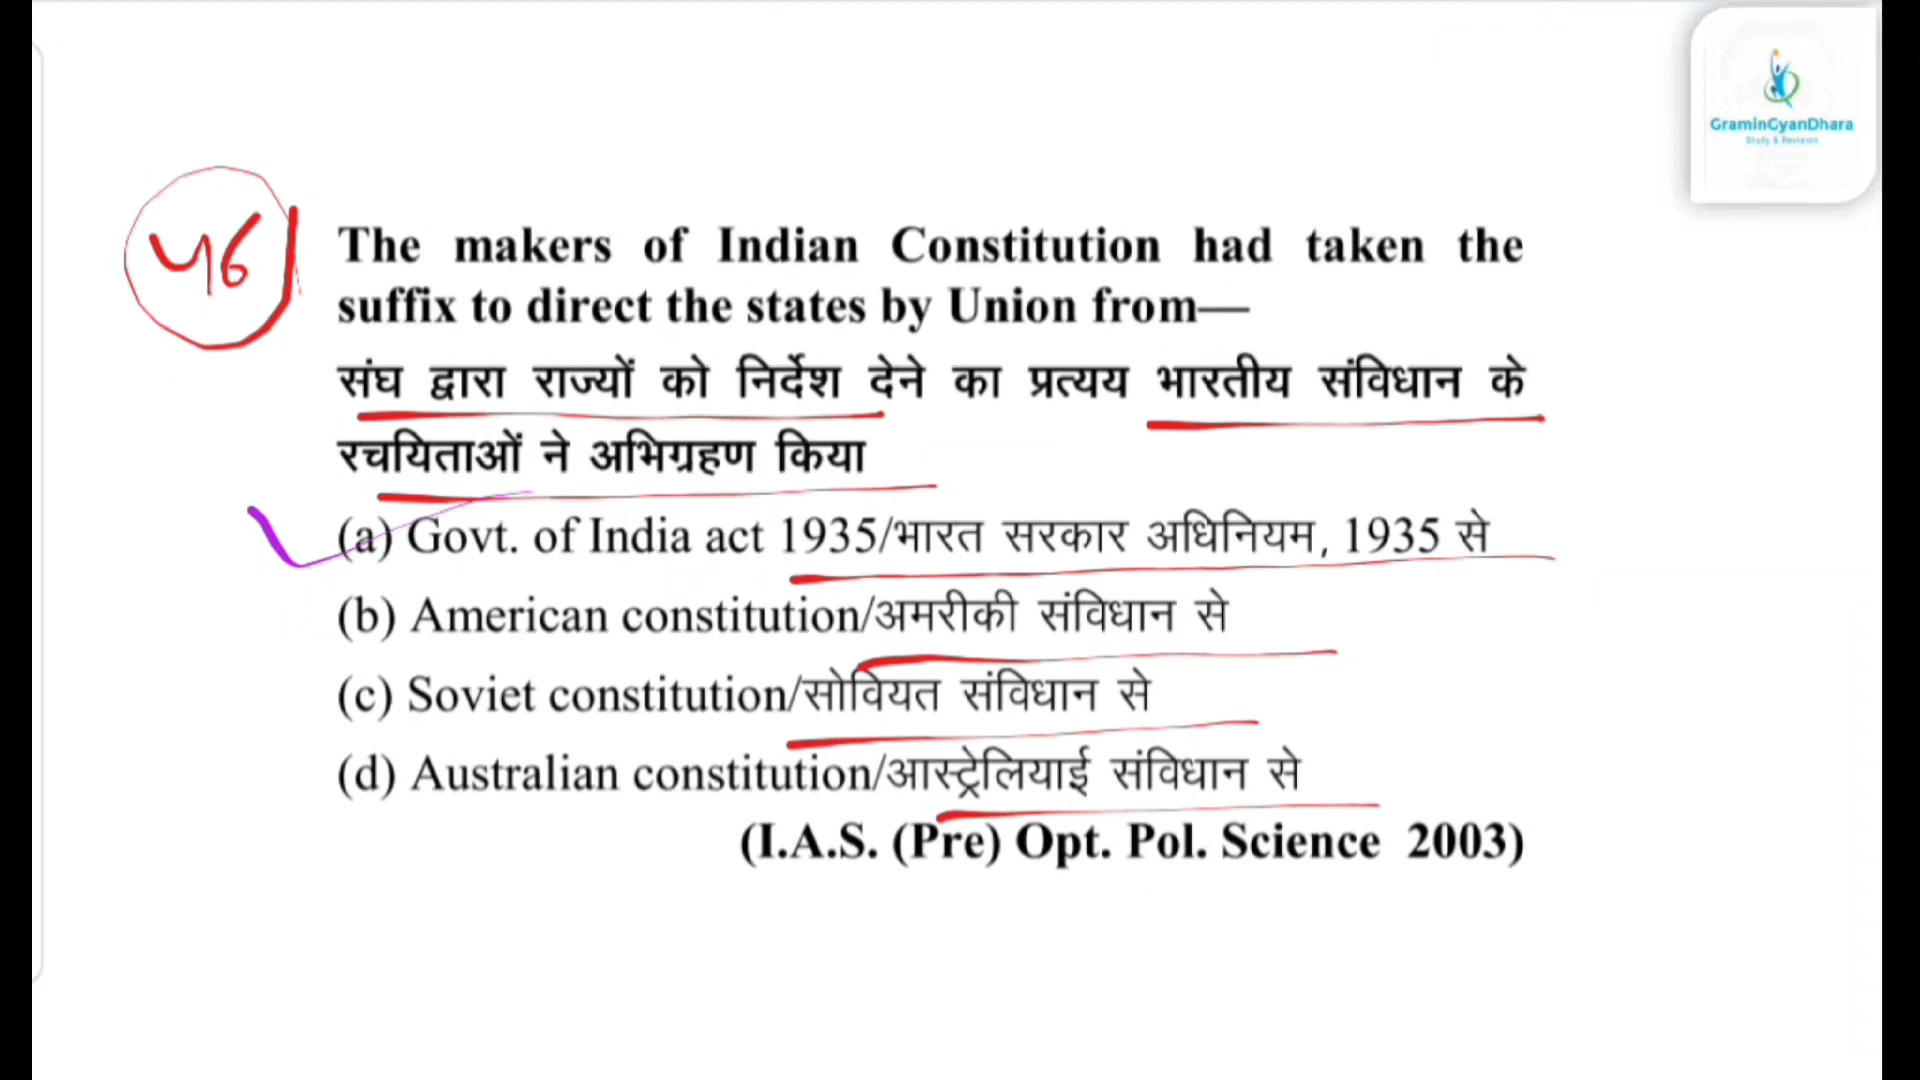 GraminGyanDhara
Study & Revision
46
The makers of Indian Constitution had taken the
suffix to direct the states by Union from—
संघ द्वारा राज्यों को निर्देश देने का प्रत्यय भारतीय संविधान के
रचयिताओं ने अभिग्रहण किया
(a) Govt. of India act 1935/भारत सरकार अधिनियम, 1935 से
(b) American constitution/अमरीकी संविधान से
(c) Soviet constitution/सोवियत संविधान से
(d) Australian constitution/आस्ट्रेलियाई संविधान से
(I.A.S. (Pre) Opt. Pol. Science 2003)